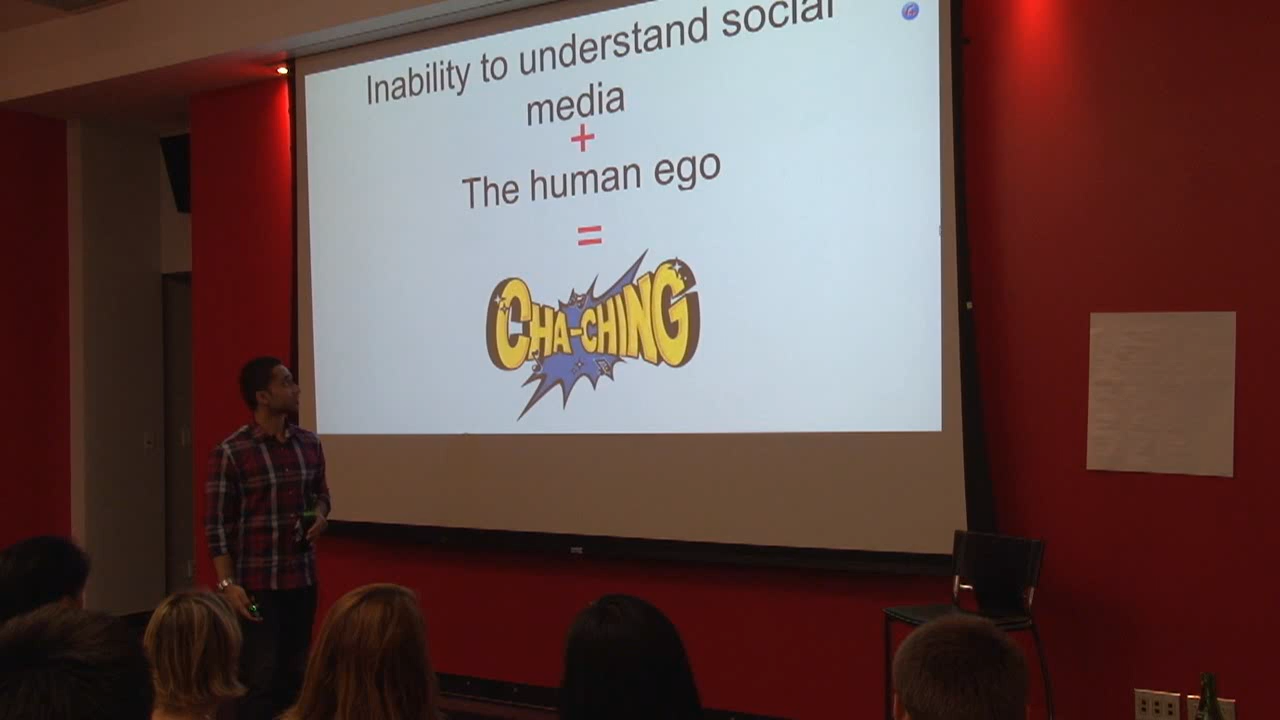 Inability to understand social
media
+
The human ego
=
CHA-CHING